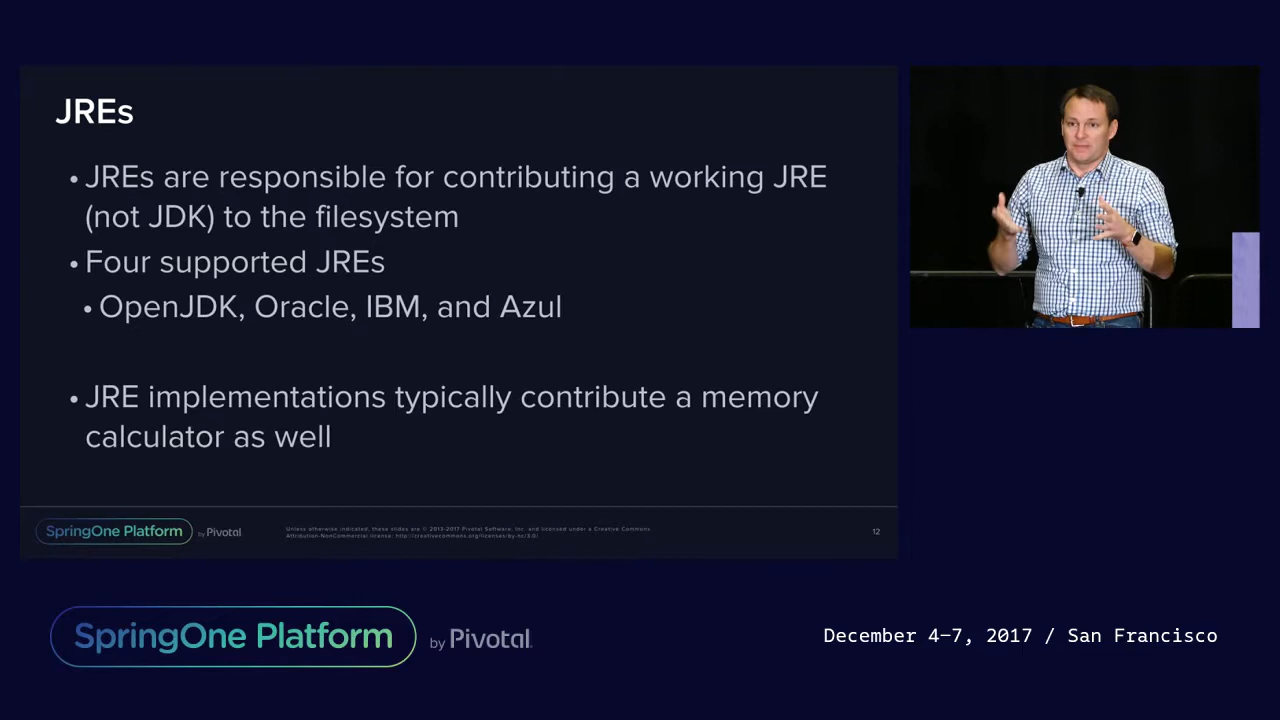 JREs
• JREs are responsible for contributing a working JRE
(not JDK) to the filesystem
• Four supported JREs
• OpenJDK, Oracle, IBM, and Azul
• JRE implementations typically contribute a memory
calculator as well
SpringOne Platform by Pivotal
Unless otherwise indicated, these slides are © 2013-2017 Pivotal Software, Inc. and licensed under a Creative Commons
Attribution-NonCommercial license: http://creativecommons.org/licenses/by-nc/3.0/
12
SpringOne Platform by Pivotal.
December 4–7, 2017 / San Francisco